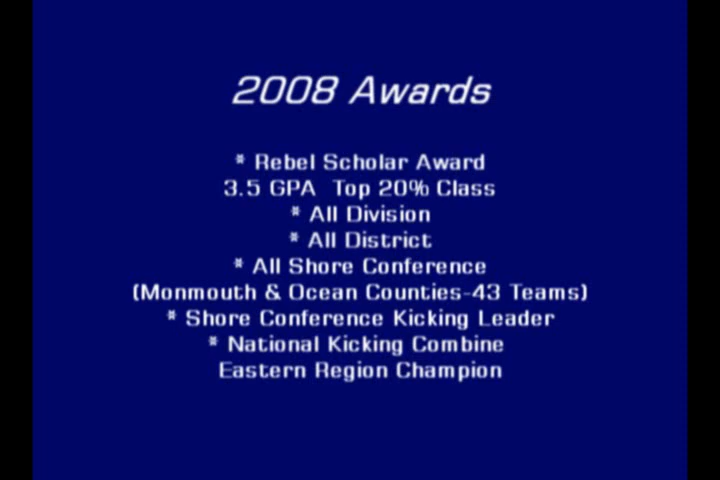 2008 Awards
* Rebel Scholar Award
3.5 GPA  Top 20% Class
* All Division
* All District
* All Shore Conference
(Monmouth & Ocean Counties-43 Teams)
* Shore Conference Kicking Leader
* National Kicking Combine
Eastern Region Champion